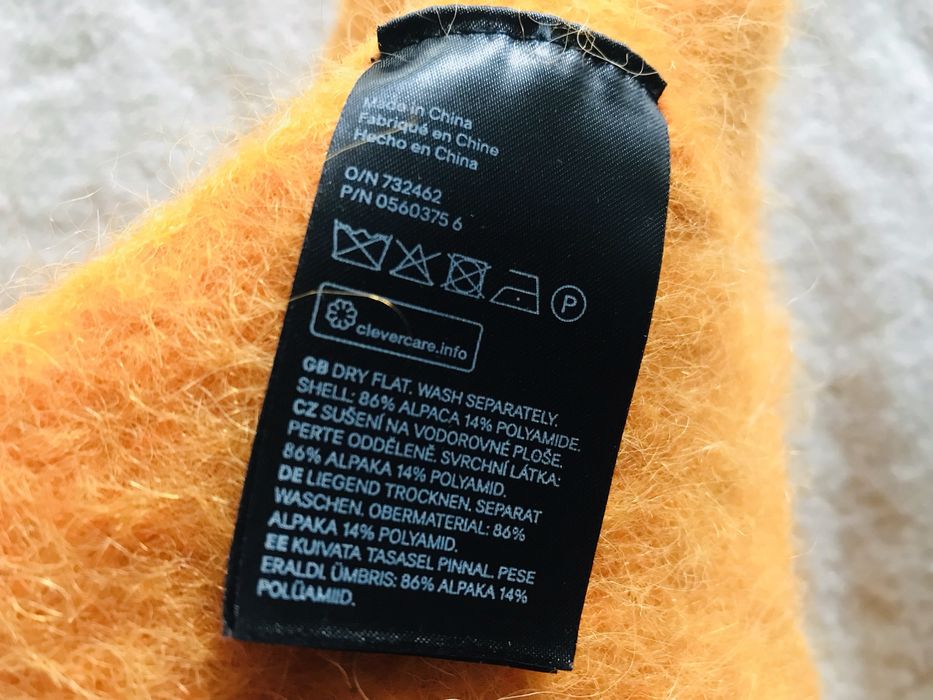 Made in China
Fabriqué en Chine
Hecho en China
O/N 732462
P/N 0560375 6
P
clevercare.info
GB DRY FLAT. WASH SEPARATELY.
SHELL: 86% ALPACA 14% POLYAMIDE.
CZ SUŠENÍ NA VODOROVNÉ PLOŠE.
PERTE ODDĚLENĚ. SVRCHNÍ LÁTKA:
86% ALPAKA 14% POLYAMID.
DE LIEGEND TROCKNEN. SEPARAT
WASCHEN. OBERMATERIAL: 86%
ALPAKA 14% POLYAMID.
EE KUIVATA TASASEL PINNAL. PESE
ERALDI. ÜMBRIS: 86% ALPAKA 14%
POLÜAMIID.